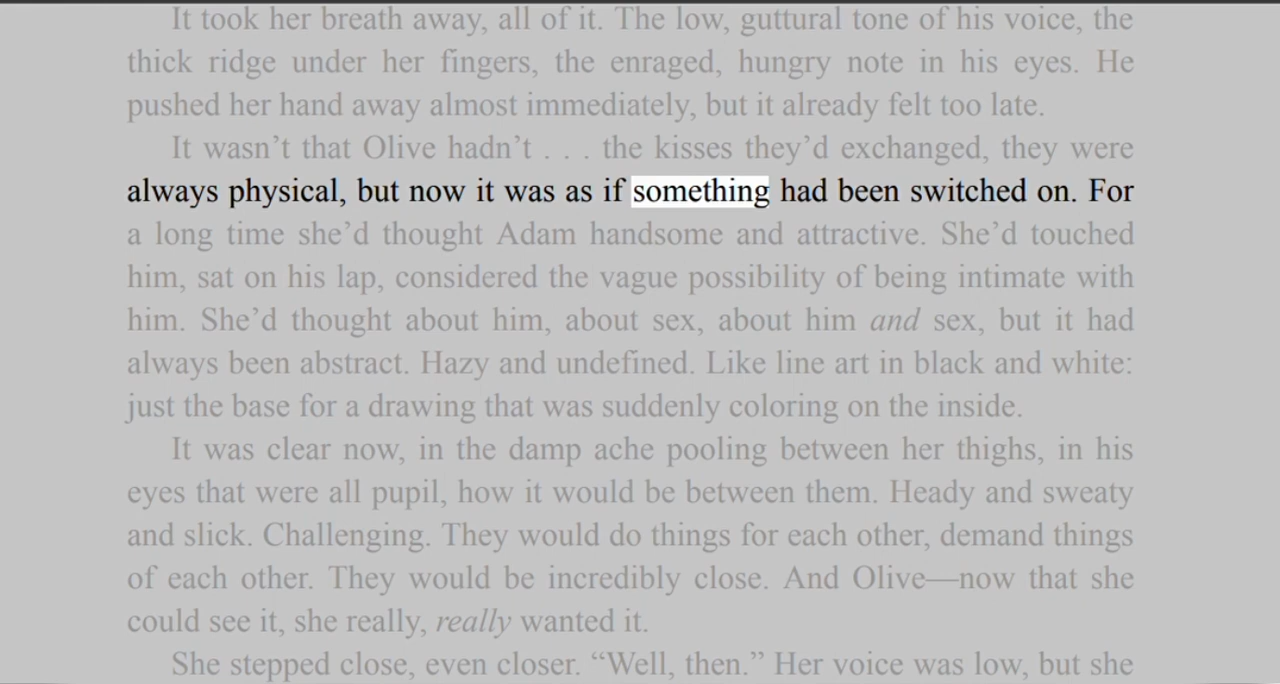 It took her breath away, all of it. The low, guttural tone of his voice, the
thick ridge under her fingers, the enraged, hungry note in his eyes. He
pushed her hand away almost immediately, but it already felt too late.
It wasn’t that Olive hadn’t . . . the kisses they’d exchanged, they were
always physical, but now it was as if something had been switched on. For
a long time she’d thought Adam handsome and attractive. She’d touched
him, sat on his lap, considered the vague possibility of being intimate with
him. She’d thought about him, about sex, about him and sex, but it had
always been abstract. Hazy and undefined. Like line art in black and white:
just the base for a drawing that was suddenly coloring on the inside.
It was clear now, in the damp ache pooling between her thighs, in his
eyes that were all pupil, how it would be between them. Heady and sweaty
and slick. Challenging. They would do things for each other, demand things
of each other. They would be incredibly close. And Olive—now that she
could see it, she really, really wanted it.
She stepped close, even closer. “Well, then.” Her voice was low, but she